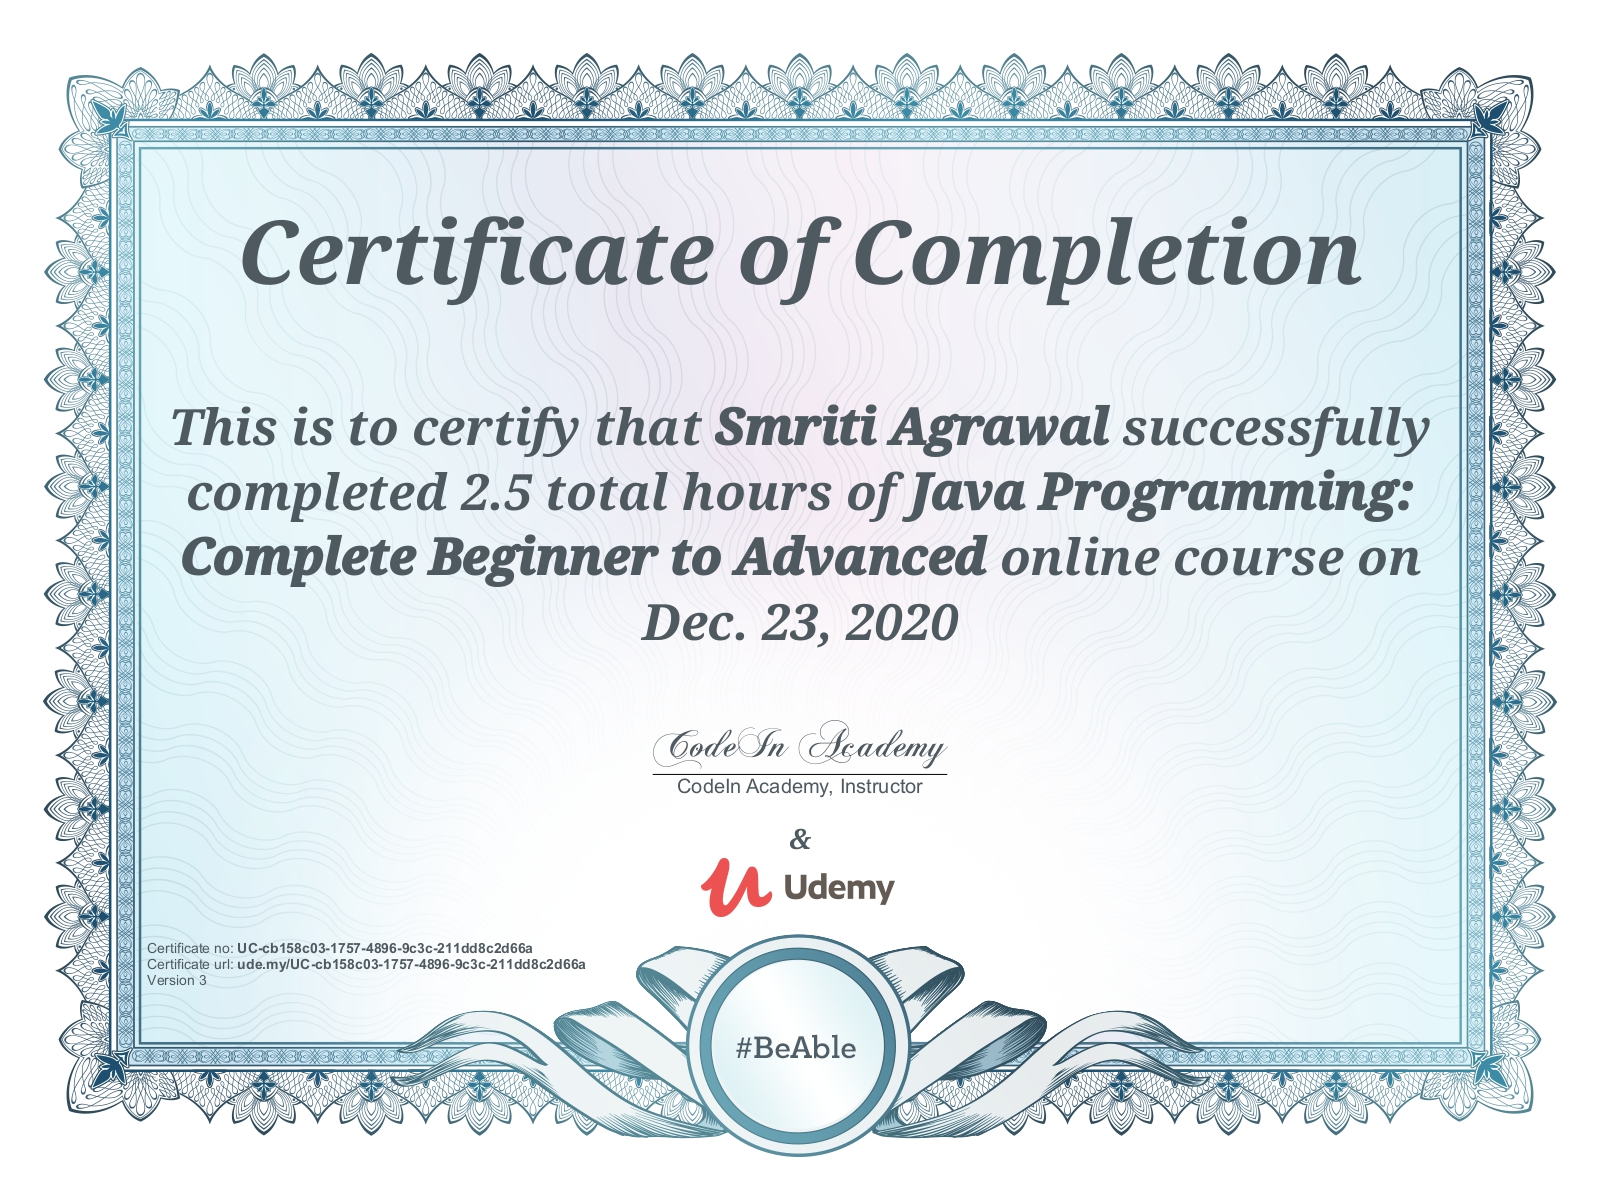 Certificate of Completion
This is to certify that Smriti Agrawal successfully
completed 2.5 total hours of Java Programming:
Complete Beginner to Advanced online course on
Dec. 23, 2020
CodeIn Academy
CodeIn Academy, Instructor
&
Udemy
Certificate no: UC-cb158c03-1757-4896-9c3c-211dd8c2d66a
Certificate url: ude.my/UC-cb158c03-1757-4896-9c3c-211dd8c2d66a
Version 3
#BeAble